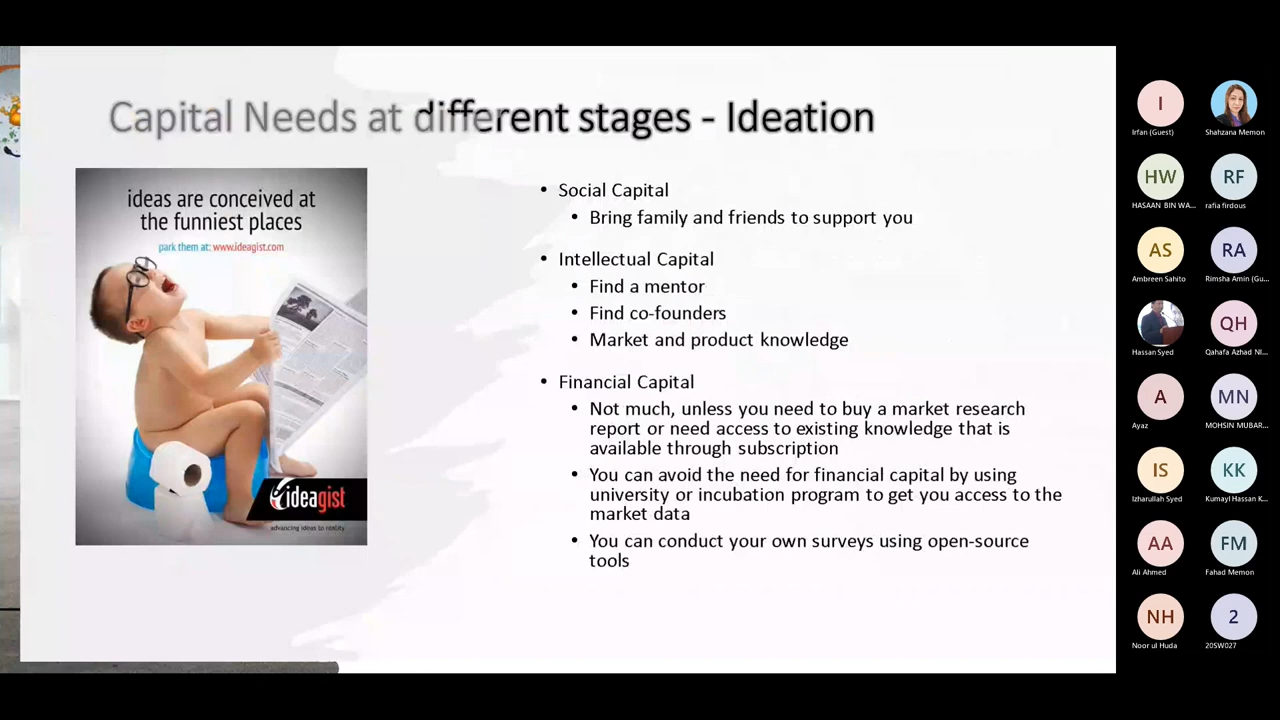 Capital Needs at different stages - Ideation
ideas are conceived at
the funniest places
park them at: www.ideagist.com
ideagist
advancing ideas to reality
• Social Capital
• Bring family and friends to support you
• Intellectual Capital
• Find a mentor
• Find co-founders
• Market and product knowledge
• Financial Capital
• Not much, unless you need to buy a market research
report or need access to existing knowledge that is
available through subscription
• You can avoid the need for financial capital by using
university or incubation program to get you access to the
market data
• You can conduct your own surveys using open-source
tools
I
Irfan (Guest)
Shahzana Memon
HW
HASAAN BIN WA...
RF
rafia firdous
AS
Ambreen Sahito
RA
Rimsha Amin (Gu...
Hassan Syed
QH
Qahafa Azhad NI...
A
Ayaz
MN
MOHSIN MUBAR...
IS
Izharullah Syed
KK
Kumayl Hassan K...
AA
Ali Ahmed
FM
Fahad Memon
NH
Noor ul Huda
2
20SW027